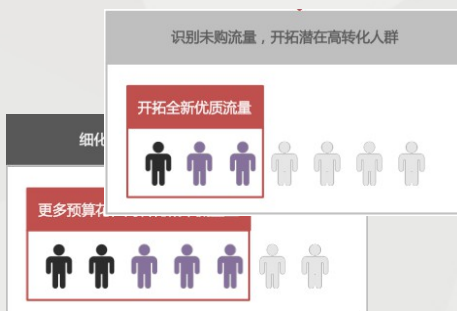 识别未购流量，开拓潜在高转化人群
开拓全新优质流量
细化
更多预算花